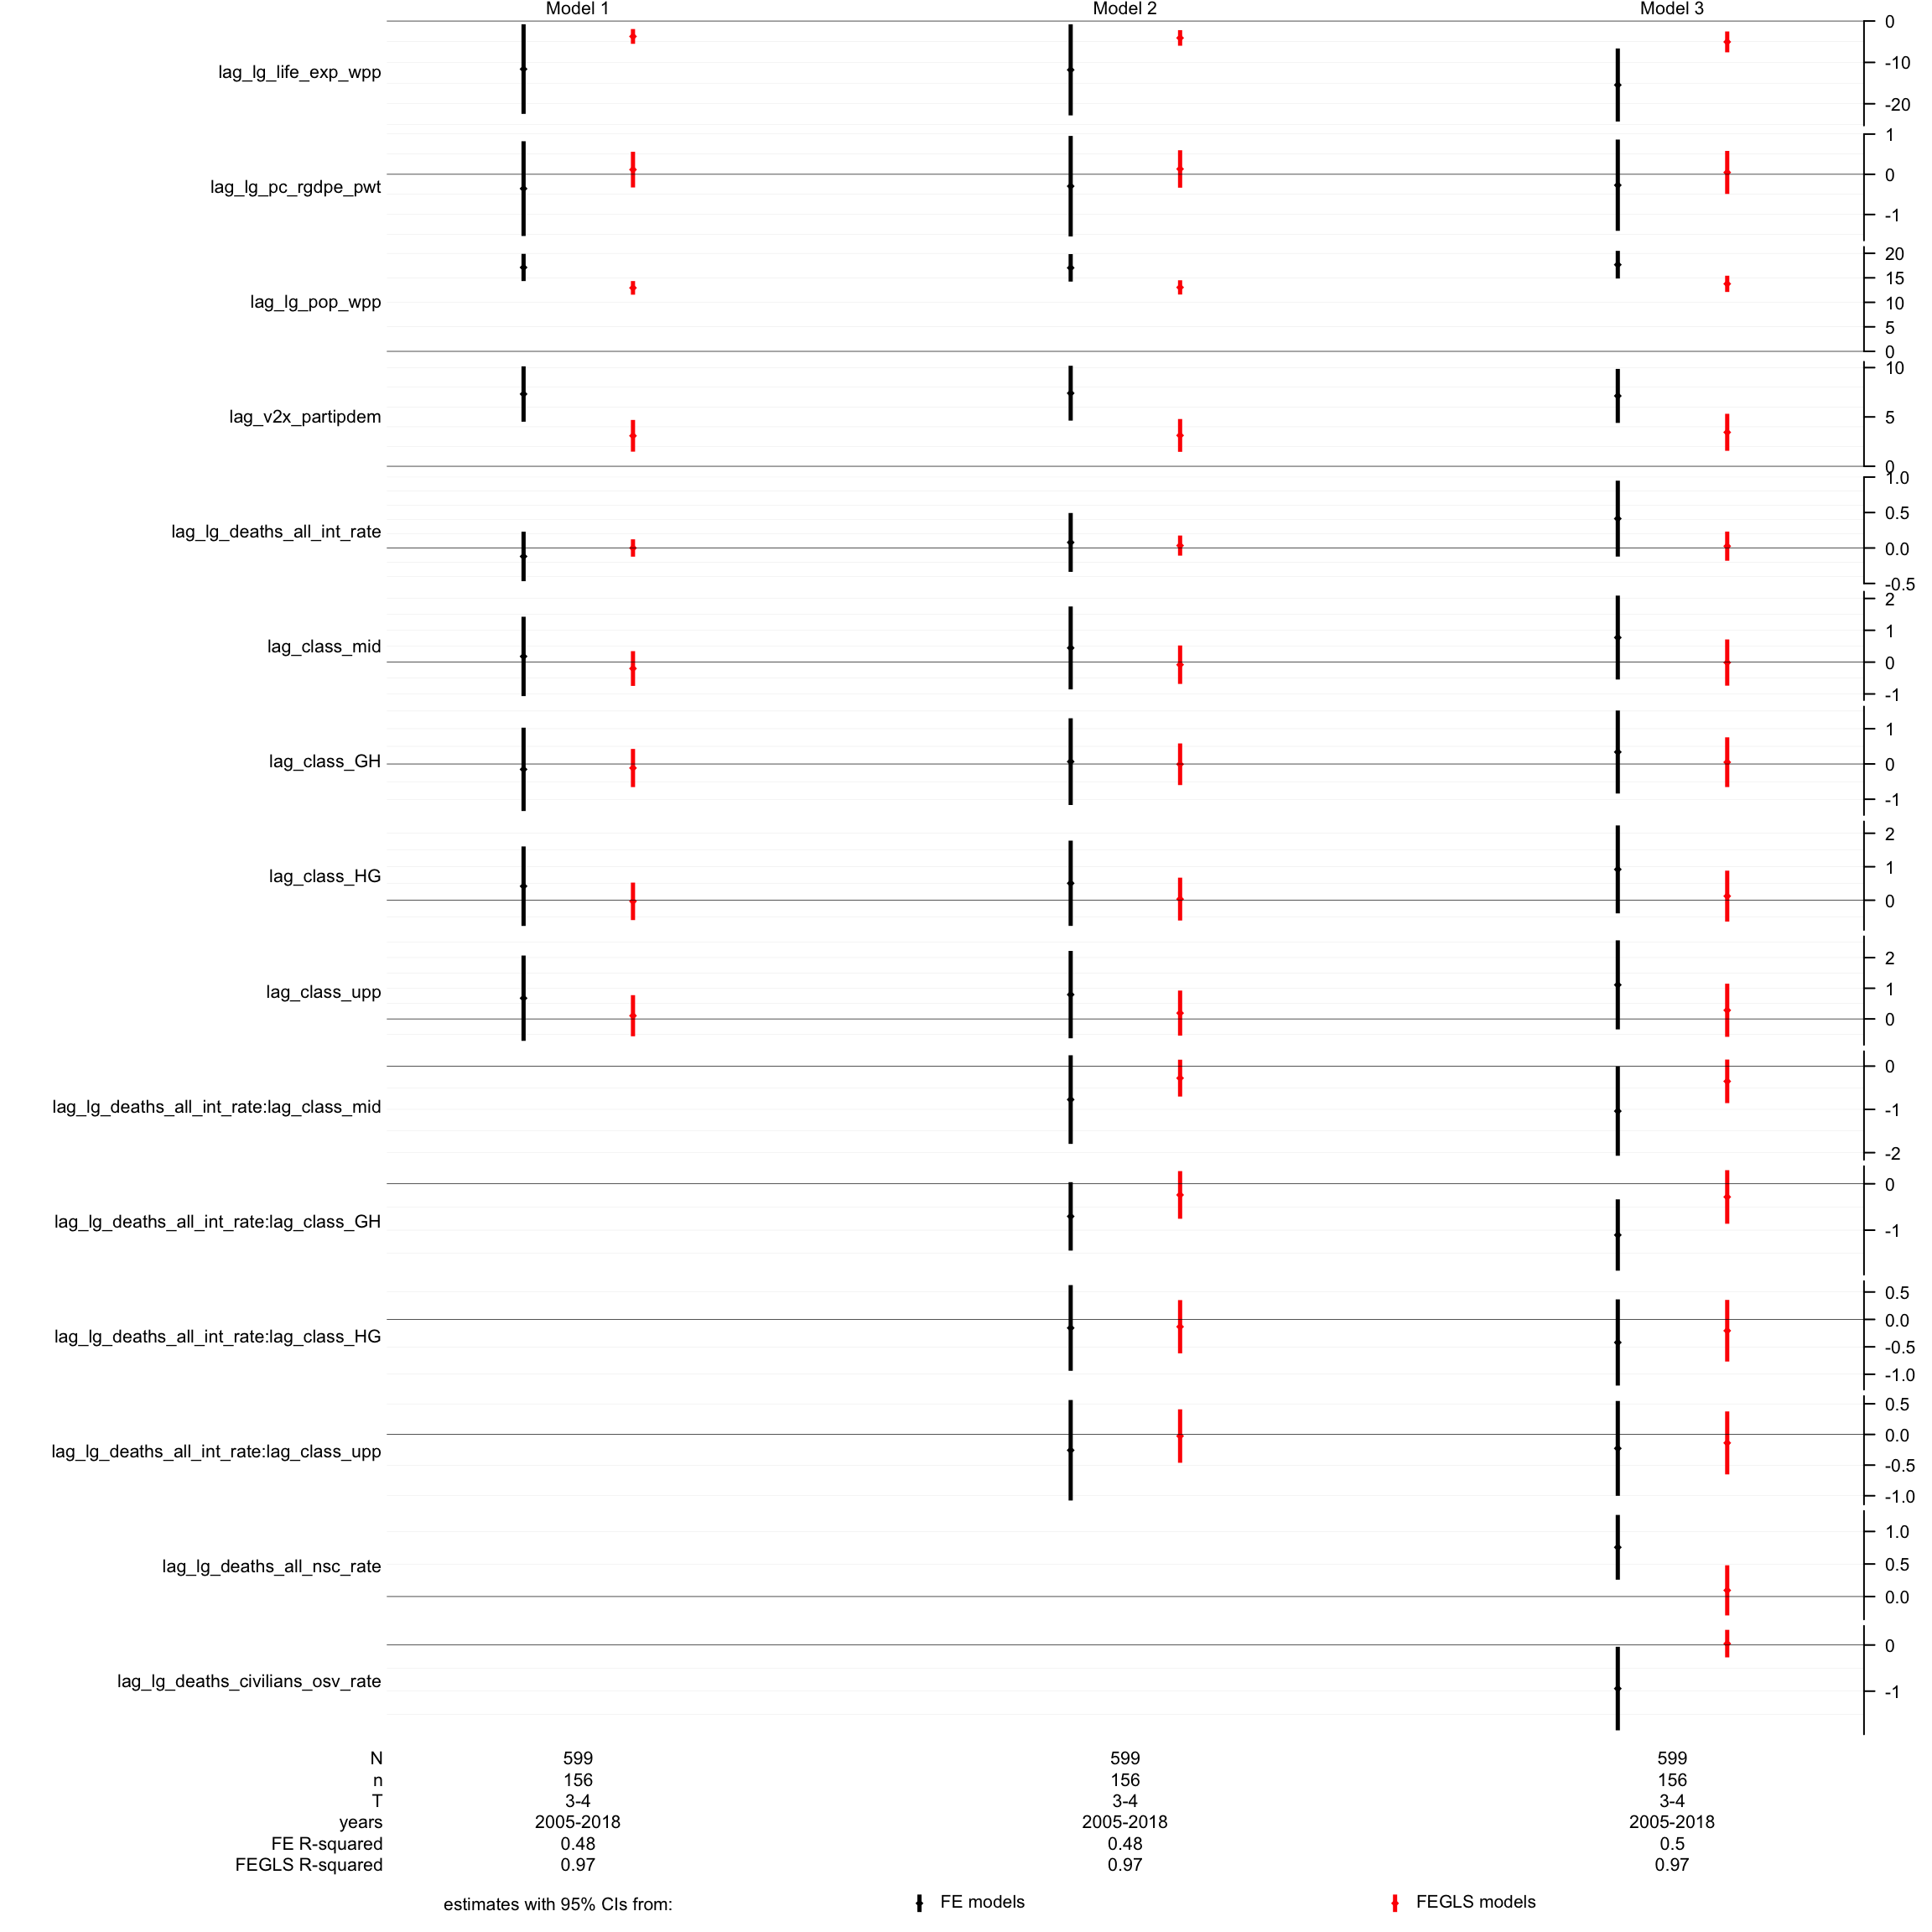 Model 1 Model 2 Model 3
lag_lg_life_exp_wpp 0 -10 -20
lag_lg_pc_rgdpe_pwt 1 0 -1
lag_lg_pop_wpp 20 15 10 5 0
lag_v2x_partipdem 10 5 0
lag_lg_deaths_all_int_rate 1.0 0.5 0.0 -0.5
lag_class_mid 2 1 0 -1
lag_class_GH 1 0 -1
lag_class_HG 2 1 0
lag_class_upp 2 1 0
lag_lg_deaths_all_int_rate:lag_class_mid 0 -1 -2
lag_lg_deaths_all_int_rate:lag_class_GH 0 -1
lag_lg_deaths_all_int_rate:lag_class_HG 0.5 0.0 -0.5 -1.0
lag_lg_deaths_all_int_rate:lag_class_upp 0.5 0.0 -0.5 -1.0
lag_lg_deaths_all_nsc_rate 1.0 0.5 0.0
lag_lg_deaths_civilians_osv_rate 0 -1
N 599 599 599
n 156 156 156
T 3-4 3-4 3-4
years 2005-2018 2005-2018 2005-2018
FE R-squared 0.48 0.48 0.5
FEGLS R-squared 0.97 0.97 0.97
estimates with 95% CIs from: FE models FEGLS models